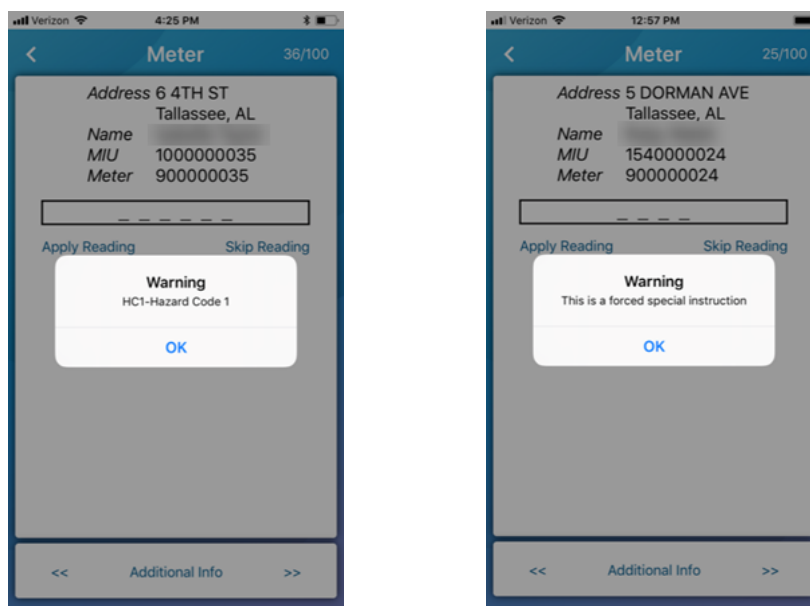 Verizon 4:25 PM
Meter 36/100
Address 6 4TH ST
Tallassee, AL
Name
MIU 1000000035
Meter 900000035
_ _ _ _ _ _
Apply Reading Skip Reading
Warning
HC1-Hazard Code 1
OK
<< Additional Info >>
Verizon 12:57 PM
Meter 25/100
Address 5 DORMAN AVE
Tallassee, AL
Name
MIU 1540000024
Meter 900000024
_ _ _ _
Apply Reading Skip Reading
Warning
This is a forced special instruction
OK
<< Additional Info >>